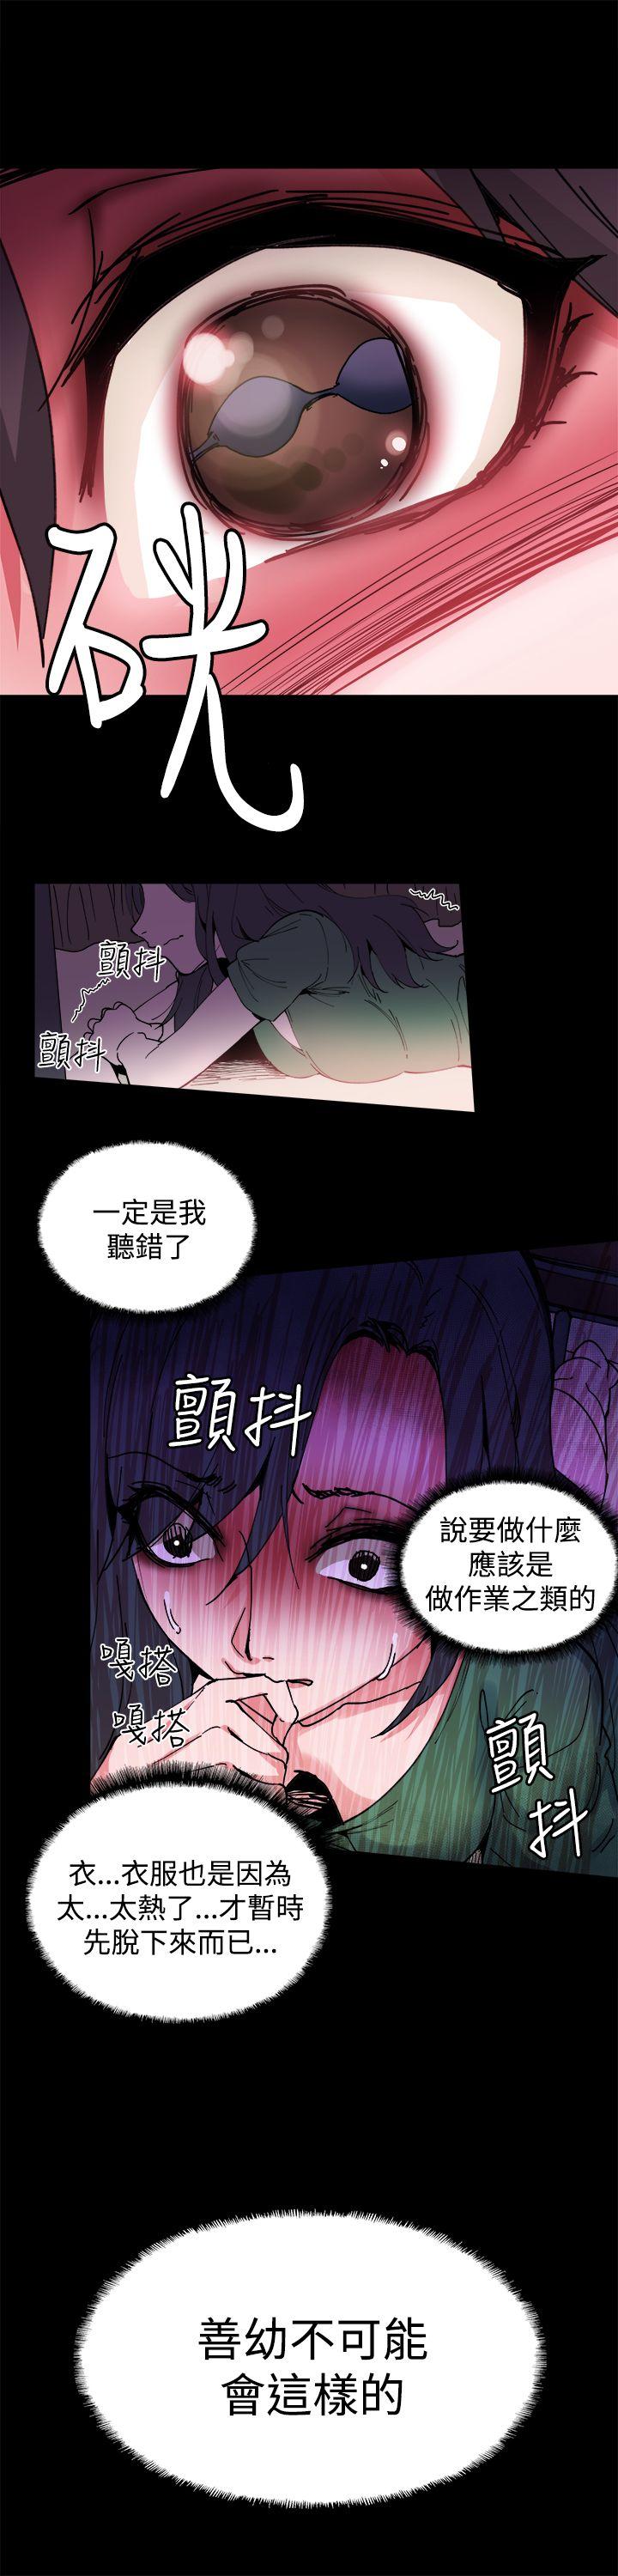 硄
顫抖
顫抖
一定是我
聽錯了
顫抖
說要做什麼
應該是
做作業之類的
嘎搭
嘎搭
顫
抖
衣…衣服也是因為
太…太熱了…才暫時
先脫下來而已…
善幼不可能
會這樣的